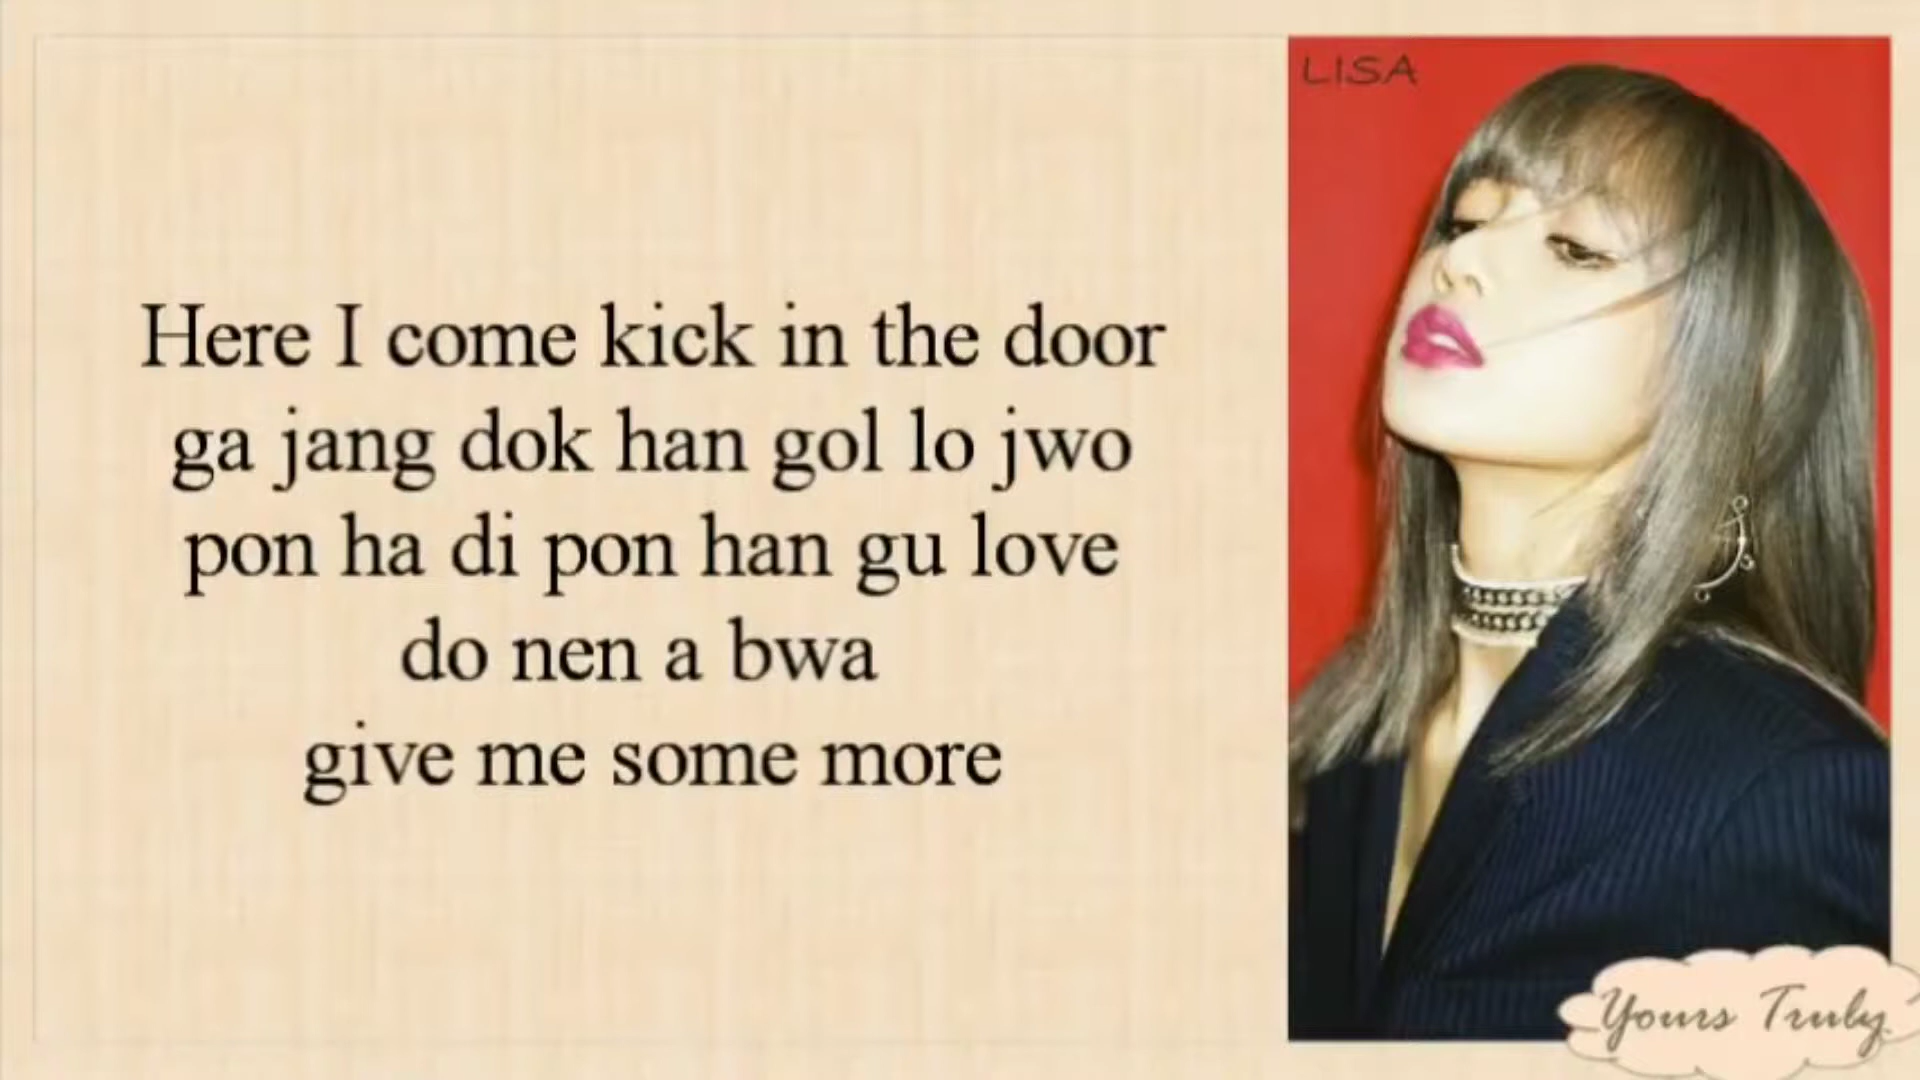 LISA
Here I come kick in the door
ga jang dok han gol lo jwo
pon ha di pon han gu love
do nen a bwa
give me some more
Yours Truly